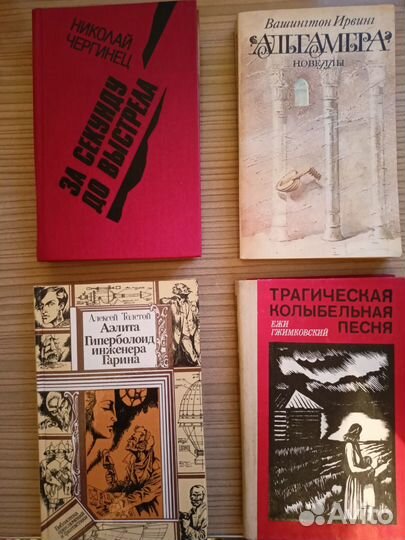 НИКОЛАЙ ЧЕРГИНЕЦ
ЗА СЕКУНДУ
ДО ВЫСТРЕЛА
Вашингтон Ирвинг
АЛЬГАМБРА
НОВЕЛЛЫ
Алексей Толстой
Аэлита
Гиперболоид
инженера
Гарина
ТРАГИЧЕСКАЯ
КОЛЫБЕЛЬНАЯ
ПЕСНЯ
ЕЖИ
ГЖИМКОВСКИЙ
Avito